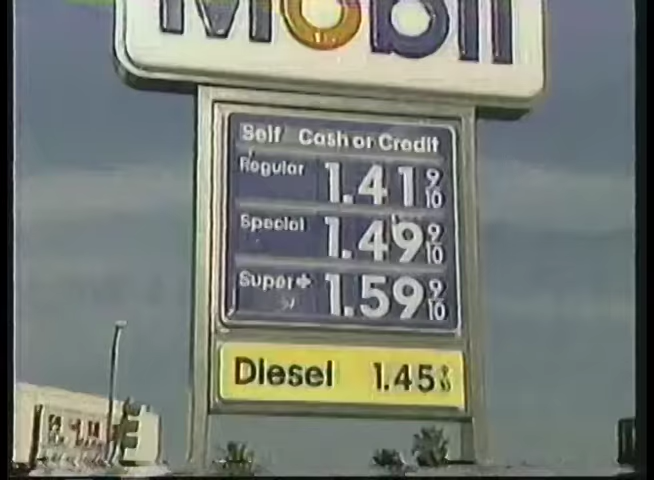 Mobil
Self Cash or Credit
Regular 1.41 9/10
Special 1.49 9/10
Super+ 1.59 9/10
Diesel 1.45